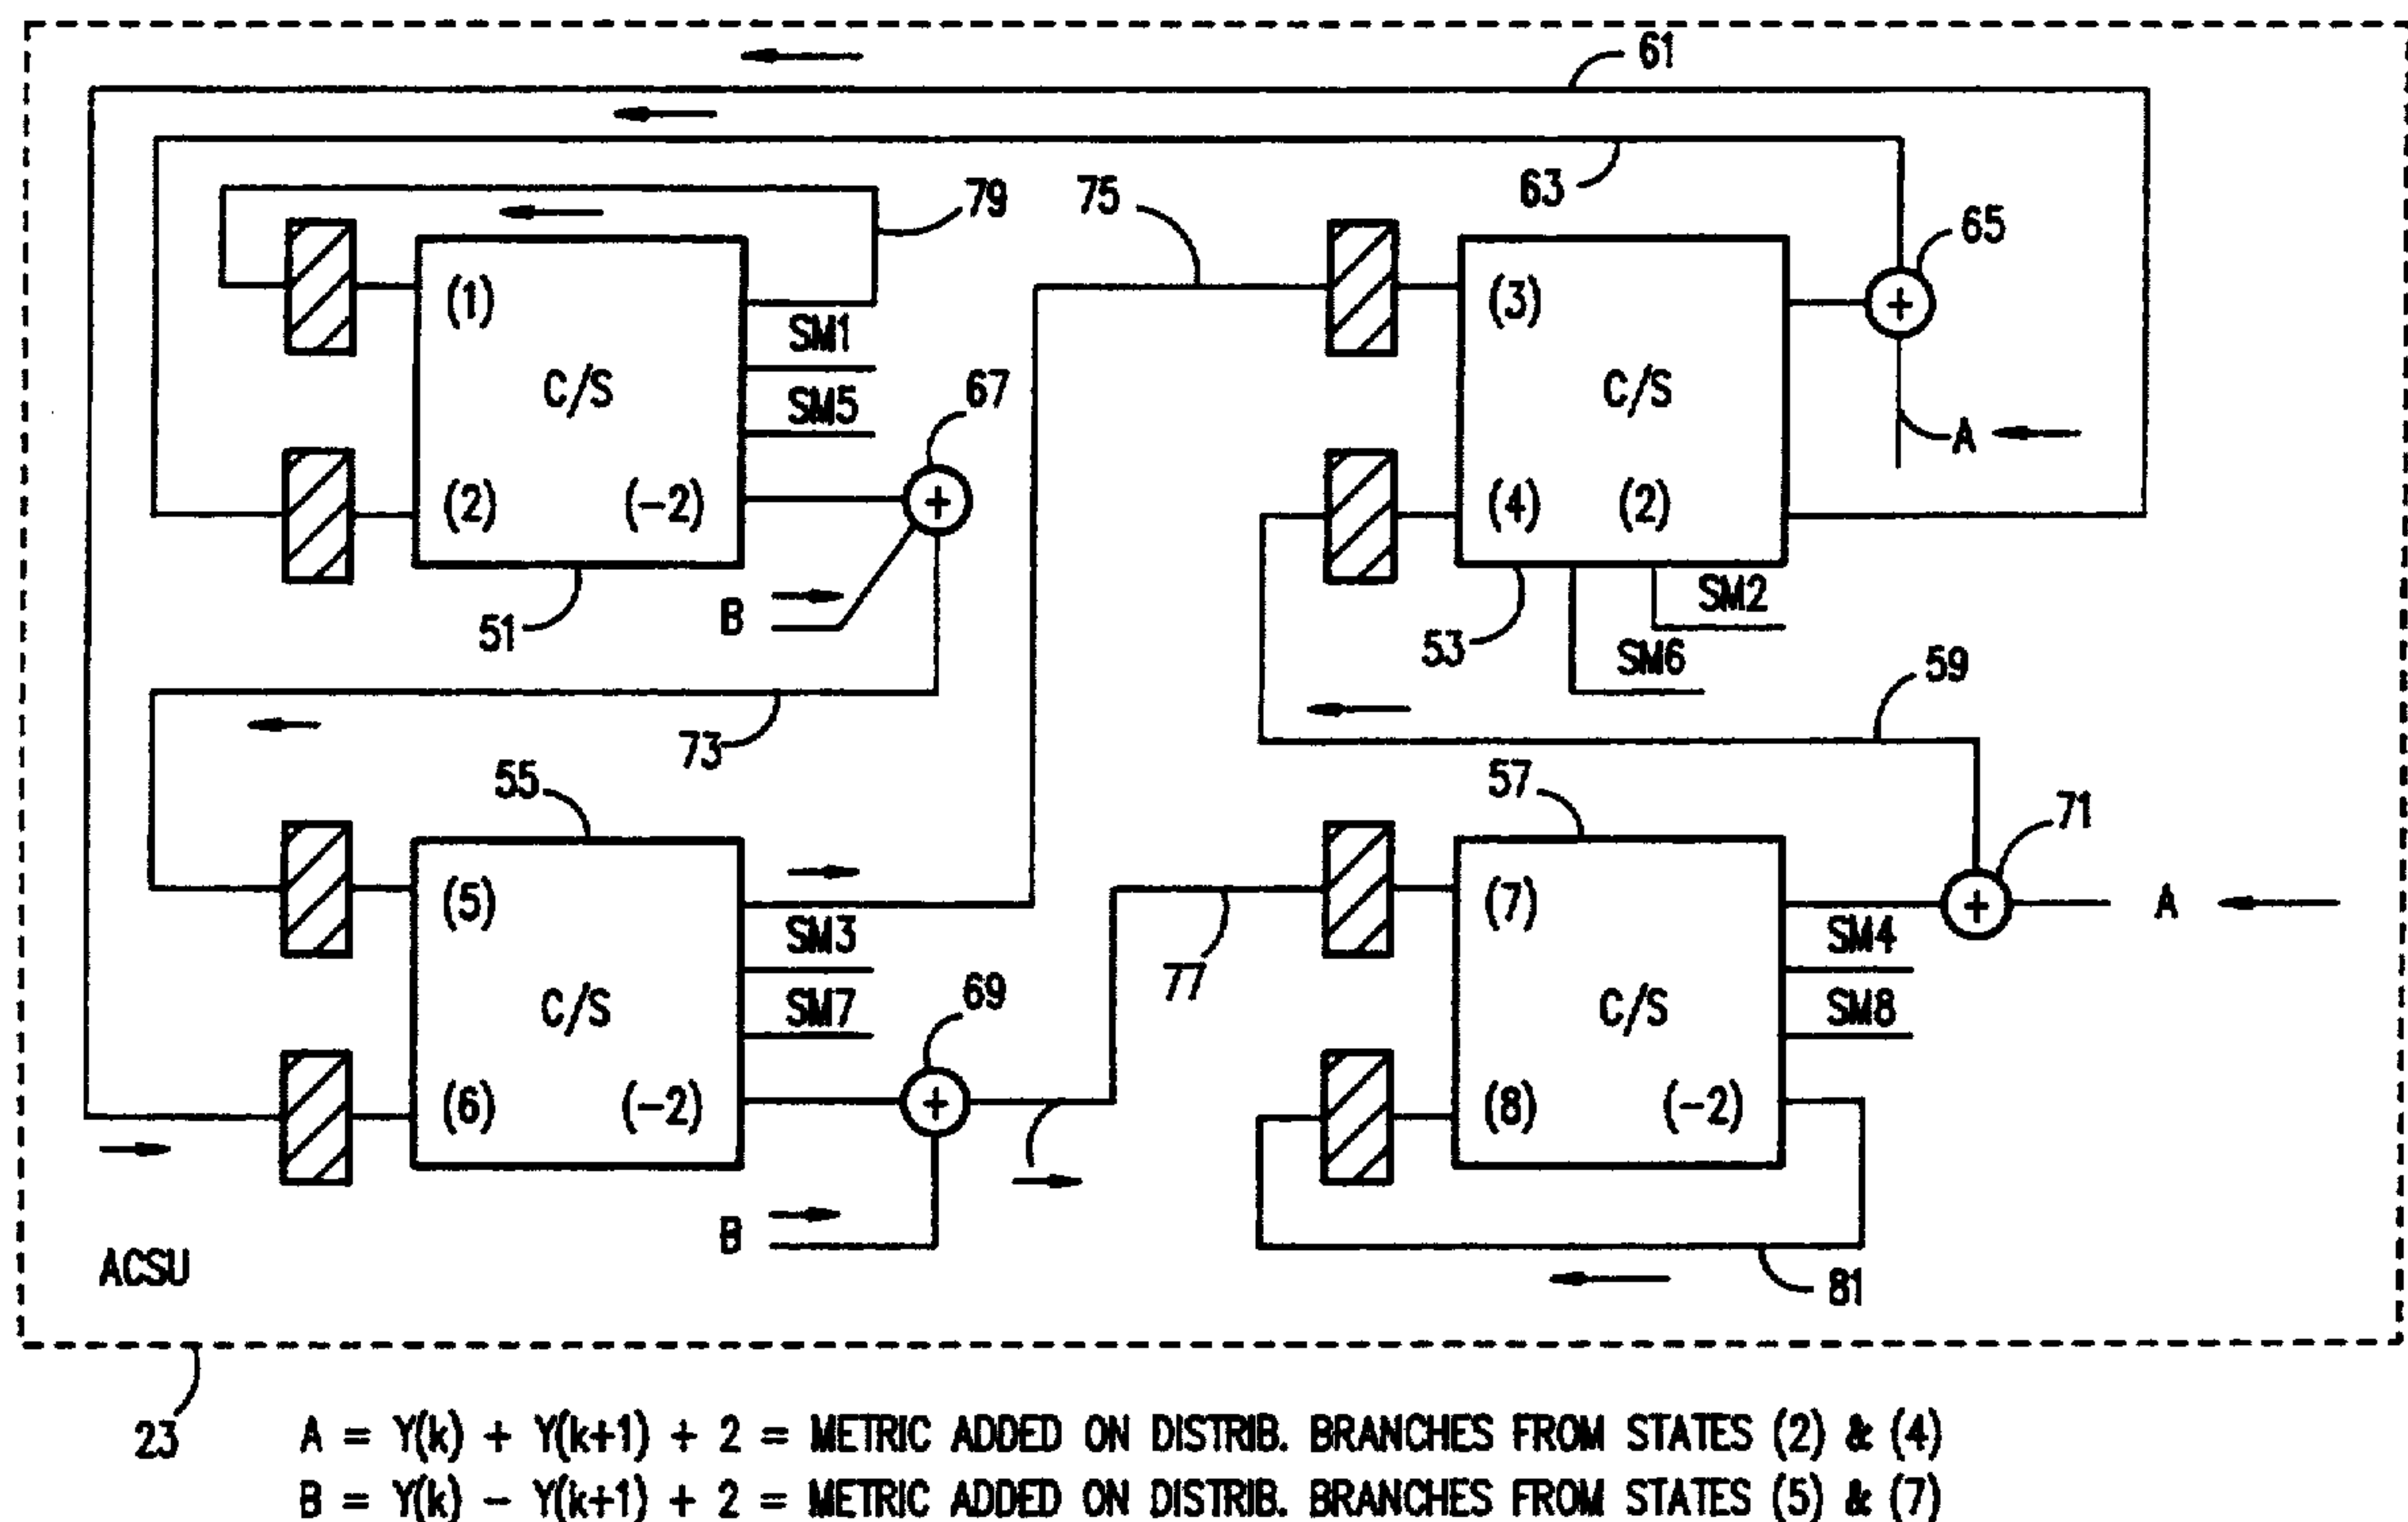 61
63
79
75
65
(1)
SM1
C/S
SM5
67
(2)
(-2)
B
51
(3)
C/S
A
(4)
(2)
SM2
53
SM6
59
73
55
57
71
(5)
SM3
C/S
SM7
69
(6)
(-2)
B
77
(7)
SM4
A
C/S
SM8
(8)
(-2)
81
ACSU
23
A = Y(k) + Y(k+1) + 2 = METRIC ADDED ON DISTRIB. BRANCHES FROM STATES (2) & (4)
B = Y(k) - Y(k+1) + 2 = METRIC ADDED ON DISTRIB. BRANCHES FROM STATES (5) & (7)